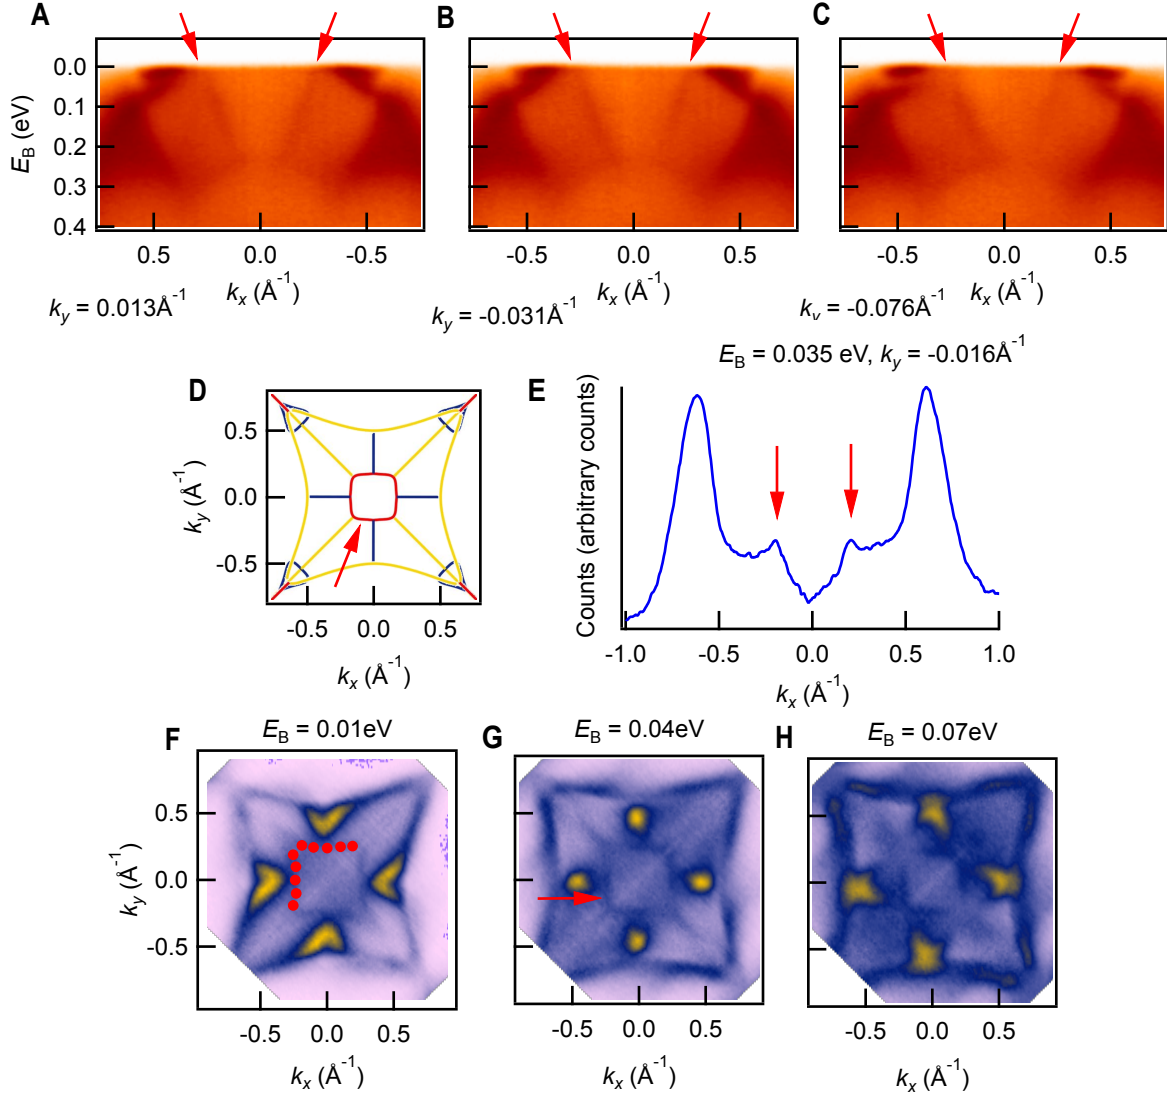 A
B
C
0.0
0.1
0.2
0.3
0.4
E_B (eV)
0.5 0.0 -0.5
-0.5 0.0 0.5
-0.5 0.0 0.5
k_x (Å⁻¹)
k_x (Å⁻¹)
k_x (Å⁻¹)
k_y = 0.013Å⁻¹
k_y = -0.031Å⁻¹
k_y = -0.076Å⁻¹
D
0.5
0.0
-0.5
k_y (Å⁻¹)
-0.5 0.0 0.5
k_x (Å⁻¹)
E_B = 0.035 eV, k_y = -0.016Å⁻¹
E
Counts (arbitrary counts)
-1.0 -0.5 0.0 0.5 1.0
k_x (Å⁻¹)
F
E_B = 0.01eV
0.5
0.0
-0.5
k_y (Å⁻¹)
-0.5 0.0 0.5
k_x (Å⁻¹)
G
E_B = 0.04eV
-0.5 0.0 0.5
k_x (Å⁻¹)
H
E_B = 0.07eV
-0.5 0.0 0.5
k_x (Å⁻¹)